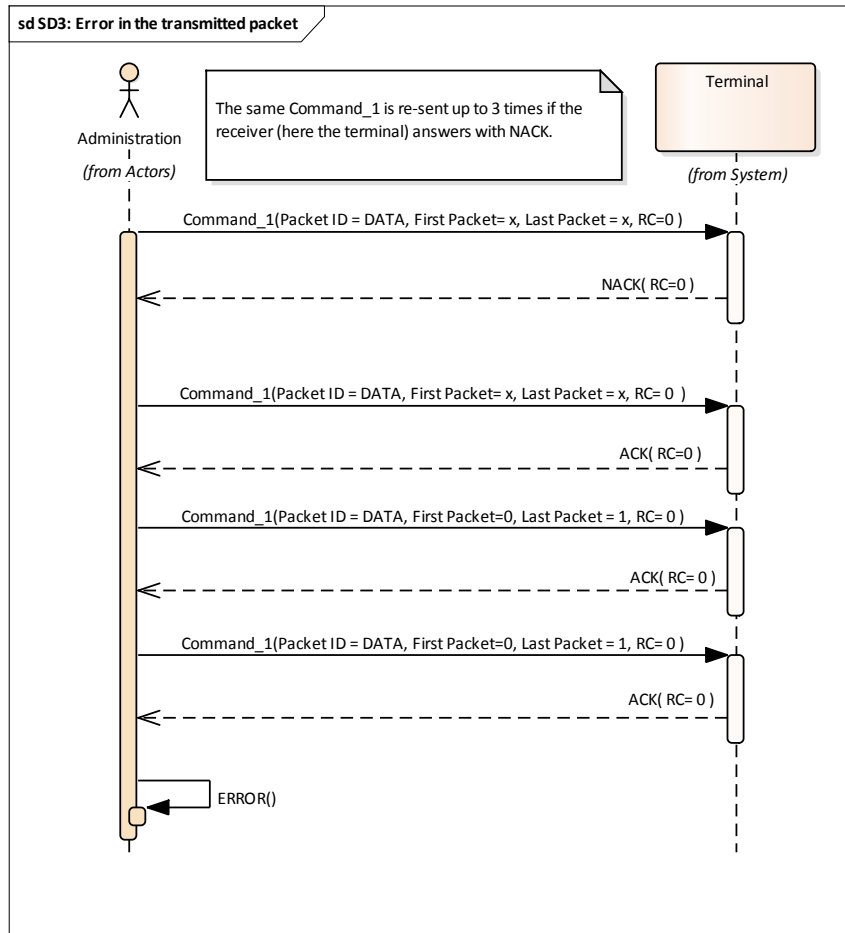 sd SD3: Error in the transmitted packet
The same Command_1 is re-sent up to 3 times if the
receiver (here the terminal) answers with NACK.
Terminal
Administration
(from Actors)
(from System)
Command_1(Packet ID = DATA, First Packet= x, Last Packet = x, RC=0 )
NACK( RC=0 )
Command_1(Packet ID = DATA, First Packet= x, Last Packet = x, RC= 0 )
ACK( RC=0 )
Command_1(Packet ID = DATA, First Packet=0, Last Packet = 1, RC= 0 )
ACK( RC= 0 )
Command_1(Packet ID = DATA, First Packet=0, Last Packet = 1, RC= 0 )
ACK( RC= 0 )
ERROR()